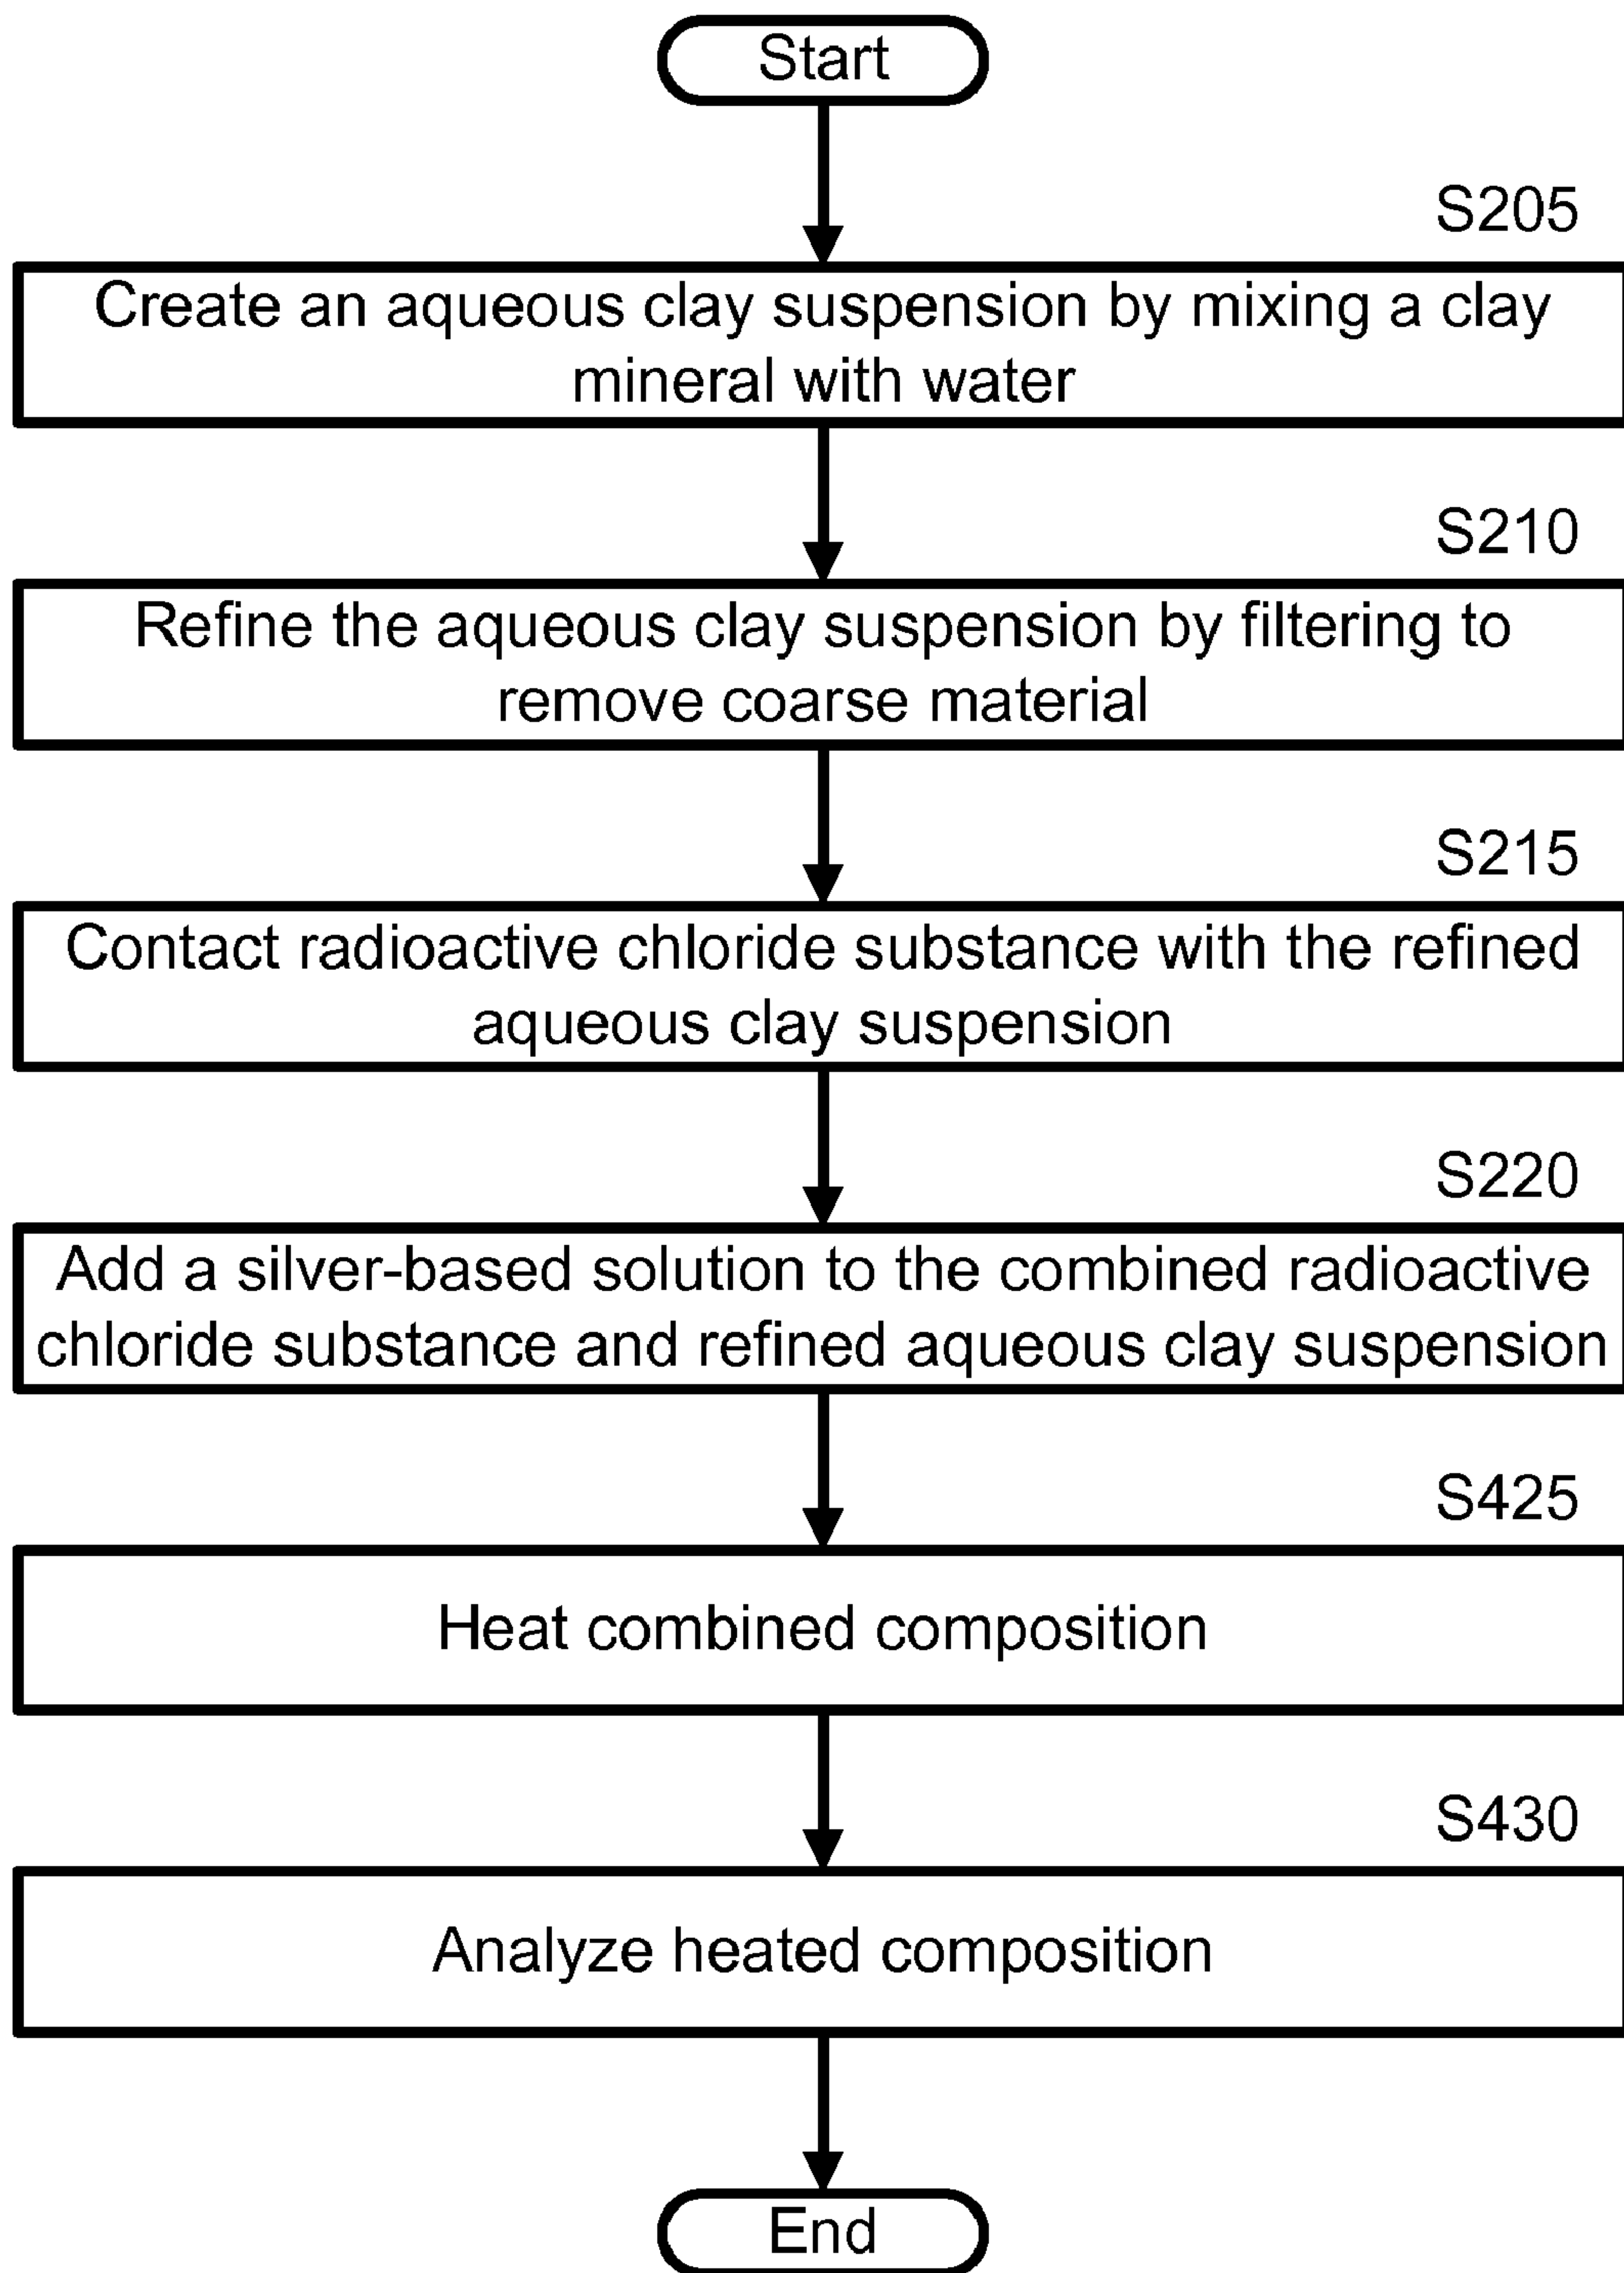 Start
S205
Create an aqueous clay suspension by mixing a clay
mineral with water
S210
Refine the aqueous clay suspension by filtering to
remove coarse material
S215
Contact radioactive chloride substance with the refined
aqueous clay suspension
S220
Add a silver-based solution to the combined radioactive
chloride substance and refined aqueous clay suspension
S425
Heat combined composition
S430
Analyze heated composition
End